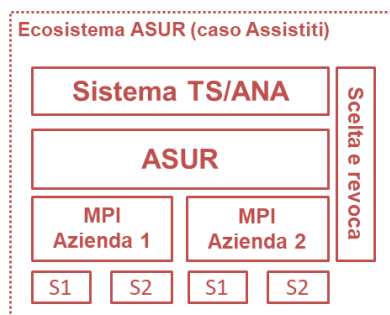 Ecosistema ASUR (caso Assistiti)
Sistema TS/ANA
Scelta e revoca
ASUR
MPI
Azienda 1
MPI
Azienda 2
S1
S2
S1
S2